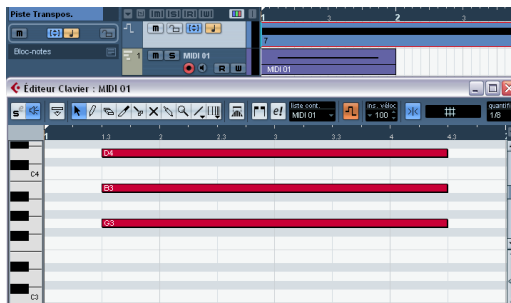 Piste Transpos.
m S R W
1 3 2 3
m
7
Bloc-notes
1 m S MIDI 01
R W
MIDI 01
Éditeur Clavier : MIDI 01
liste cont. ins. véloc quantifi
S e! MIDI 01 100 1/8
1 1.3 2 2.3 3 3.3 4 4.3
D4
C4
B3
G3
C3